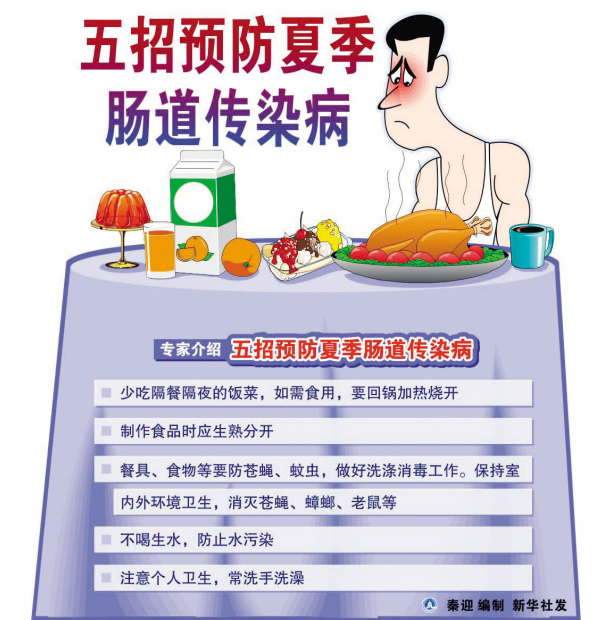 五招预防夏季
肠道传染病
专家介绍 五招预防夏季肠道传染病
少吃隔餐隔夜的饭菜，如需食用，要回锅加热烧开
制作食品时应生熟分开
餐具、食物等要防苍蝇、蚊虫，做好洗涤消毒工作。保持室
内外环境卫生，消灭苍蝇、蟑螂、老鼠等
不喝生水，防止水污染
注意个人卫生，常洗手洗澡
秦迎 编制 新华社发